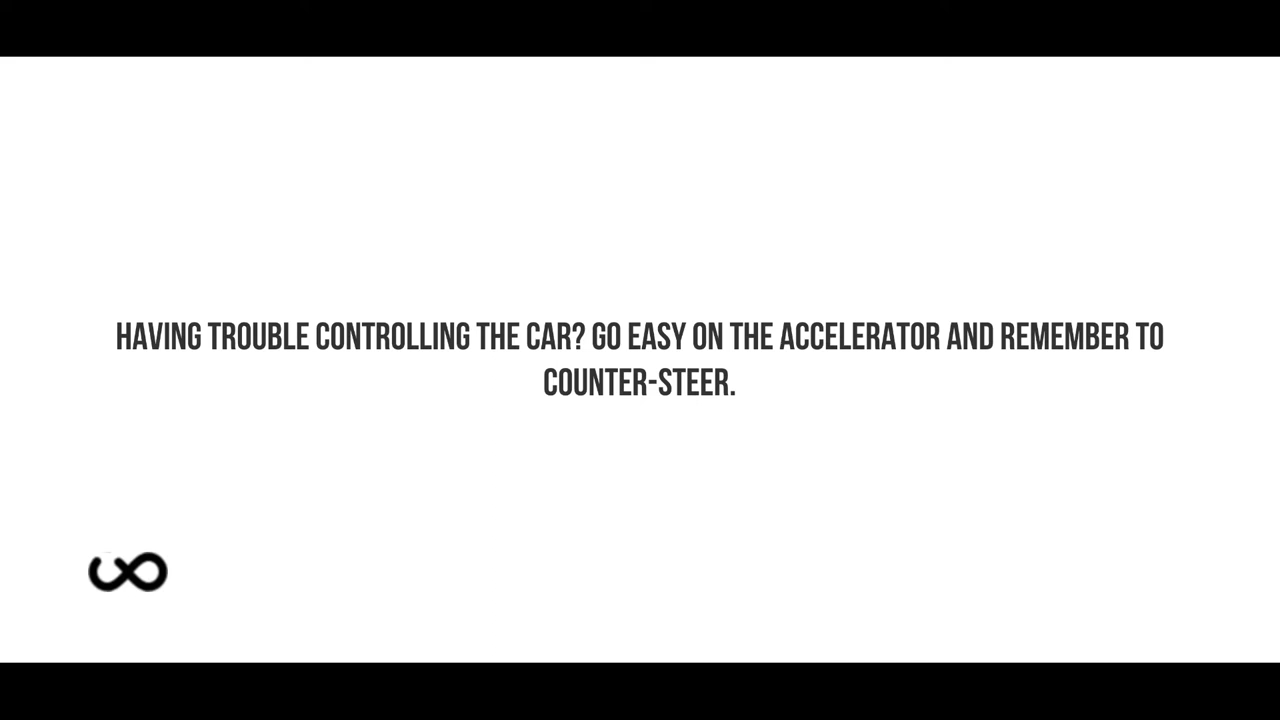 HAVING TROUBLE CONTROLLING THE CAR? GO EASY ON THE ACCELERATOR AND REMEMBER TO
COUNTER-STEER.